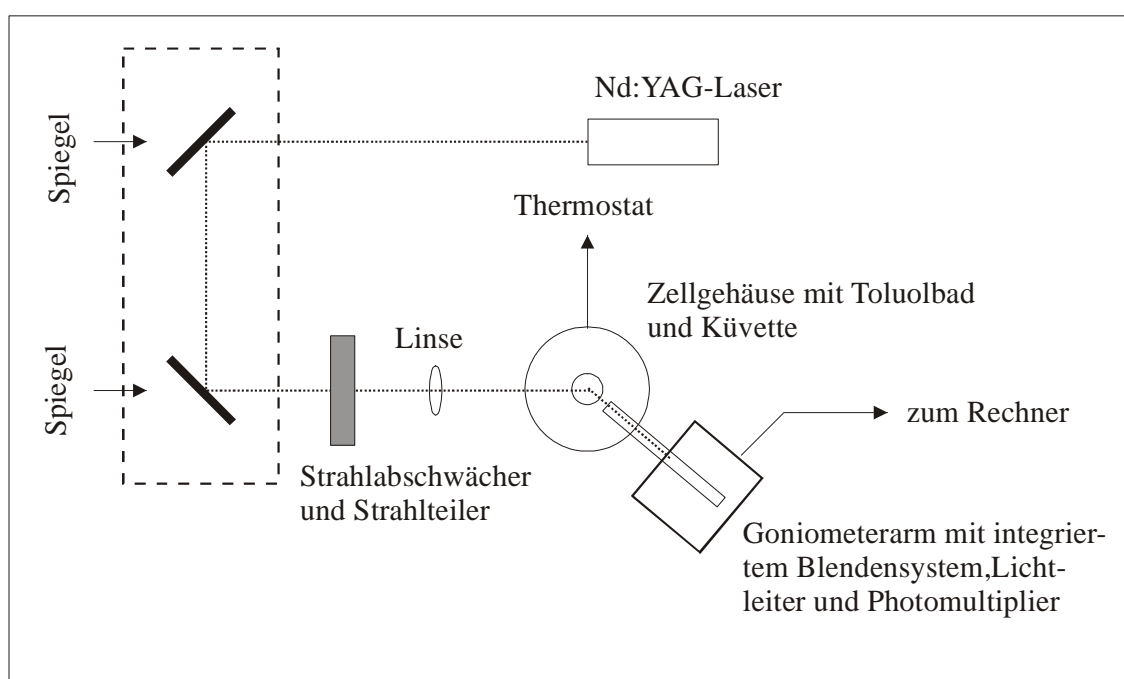 Nd:YAG-Laser
Spiegel
Thermostat
Zellgehäuse mit Toluolbad
und Küvette
Linse
Spiegel
zum Rechner
Strahlabschwächer
und Strahlteiler
Goniometerarm mit integrier-
tem Blendensystem,Licht-
leiter und Photomultiplier